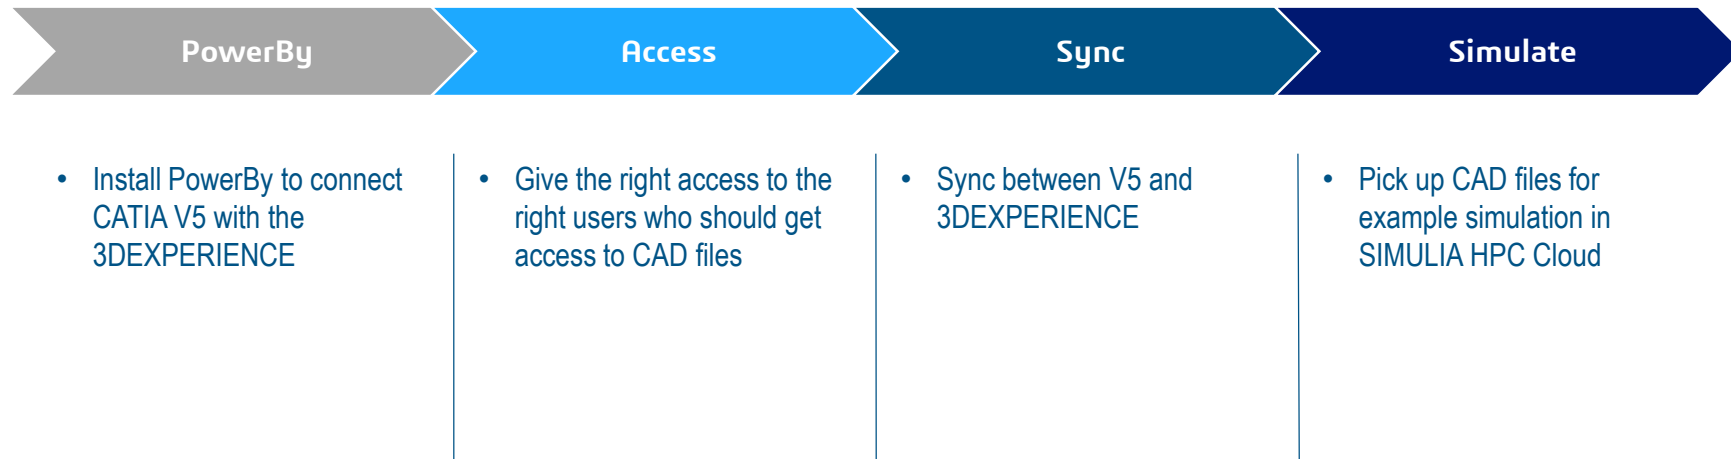 PowerBy
Access
Sync
Simulate
• Install PowerBy to connect
CATIA V5 with the
3DEXPERIENCE
• Give the right access to the
right users who should get
access to CAD files
• Sync between V5 and
3DEXPERIENCE
• Pick up CAD files for
example simulation in
SIMULIA HPC Cloud